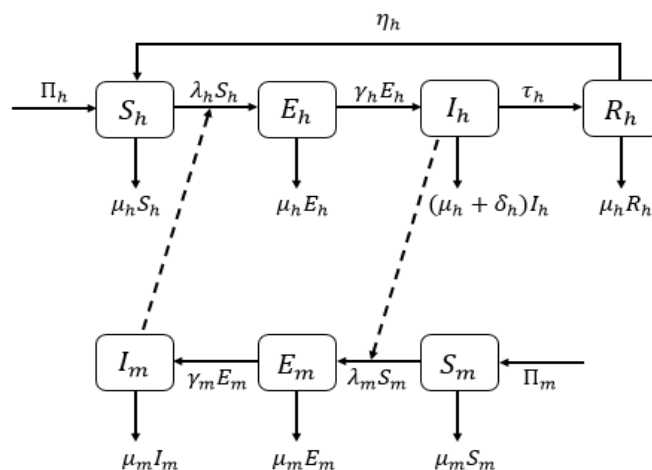 η_h
Π_h
S_h
λ_h S_h
E_h
γ_h E_h
I_h
τ_h
R_h
μ_h S_h
μ_h E_h
(μ_h + δ_h)I_h
μ_h R_h
I_m
γ_m E_m
E_m
λ_m S_m
S_m
Π_m
μ_m I_m
μ_m E_m
μ_m S_m